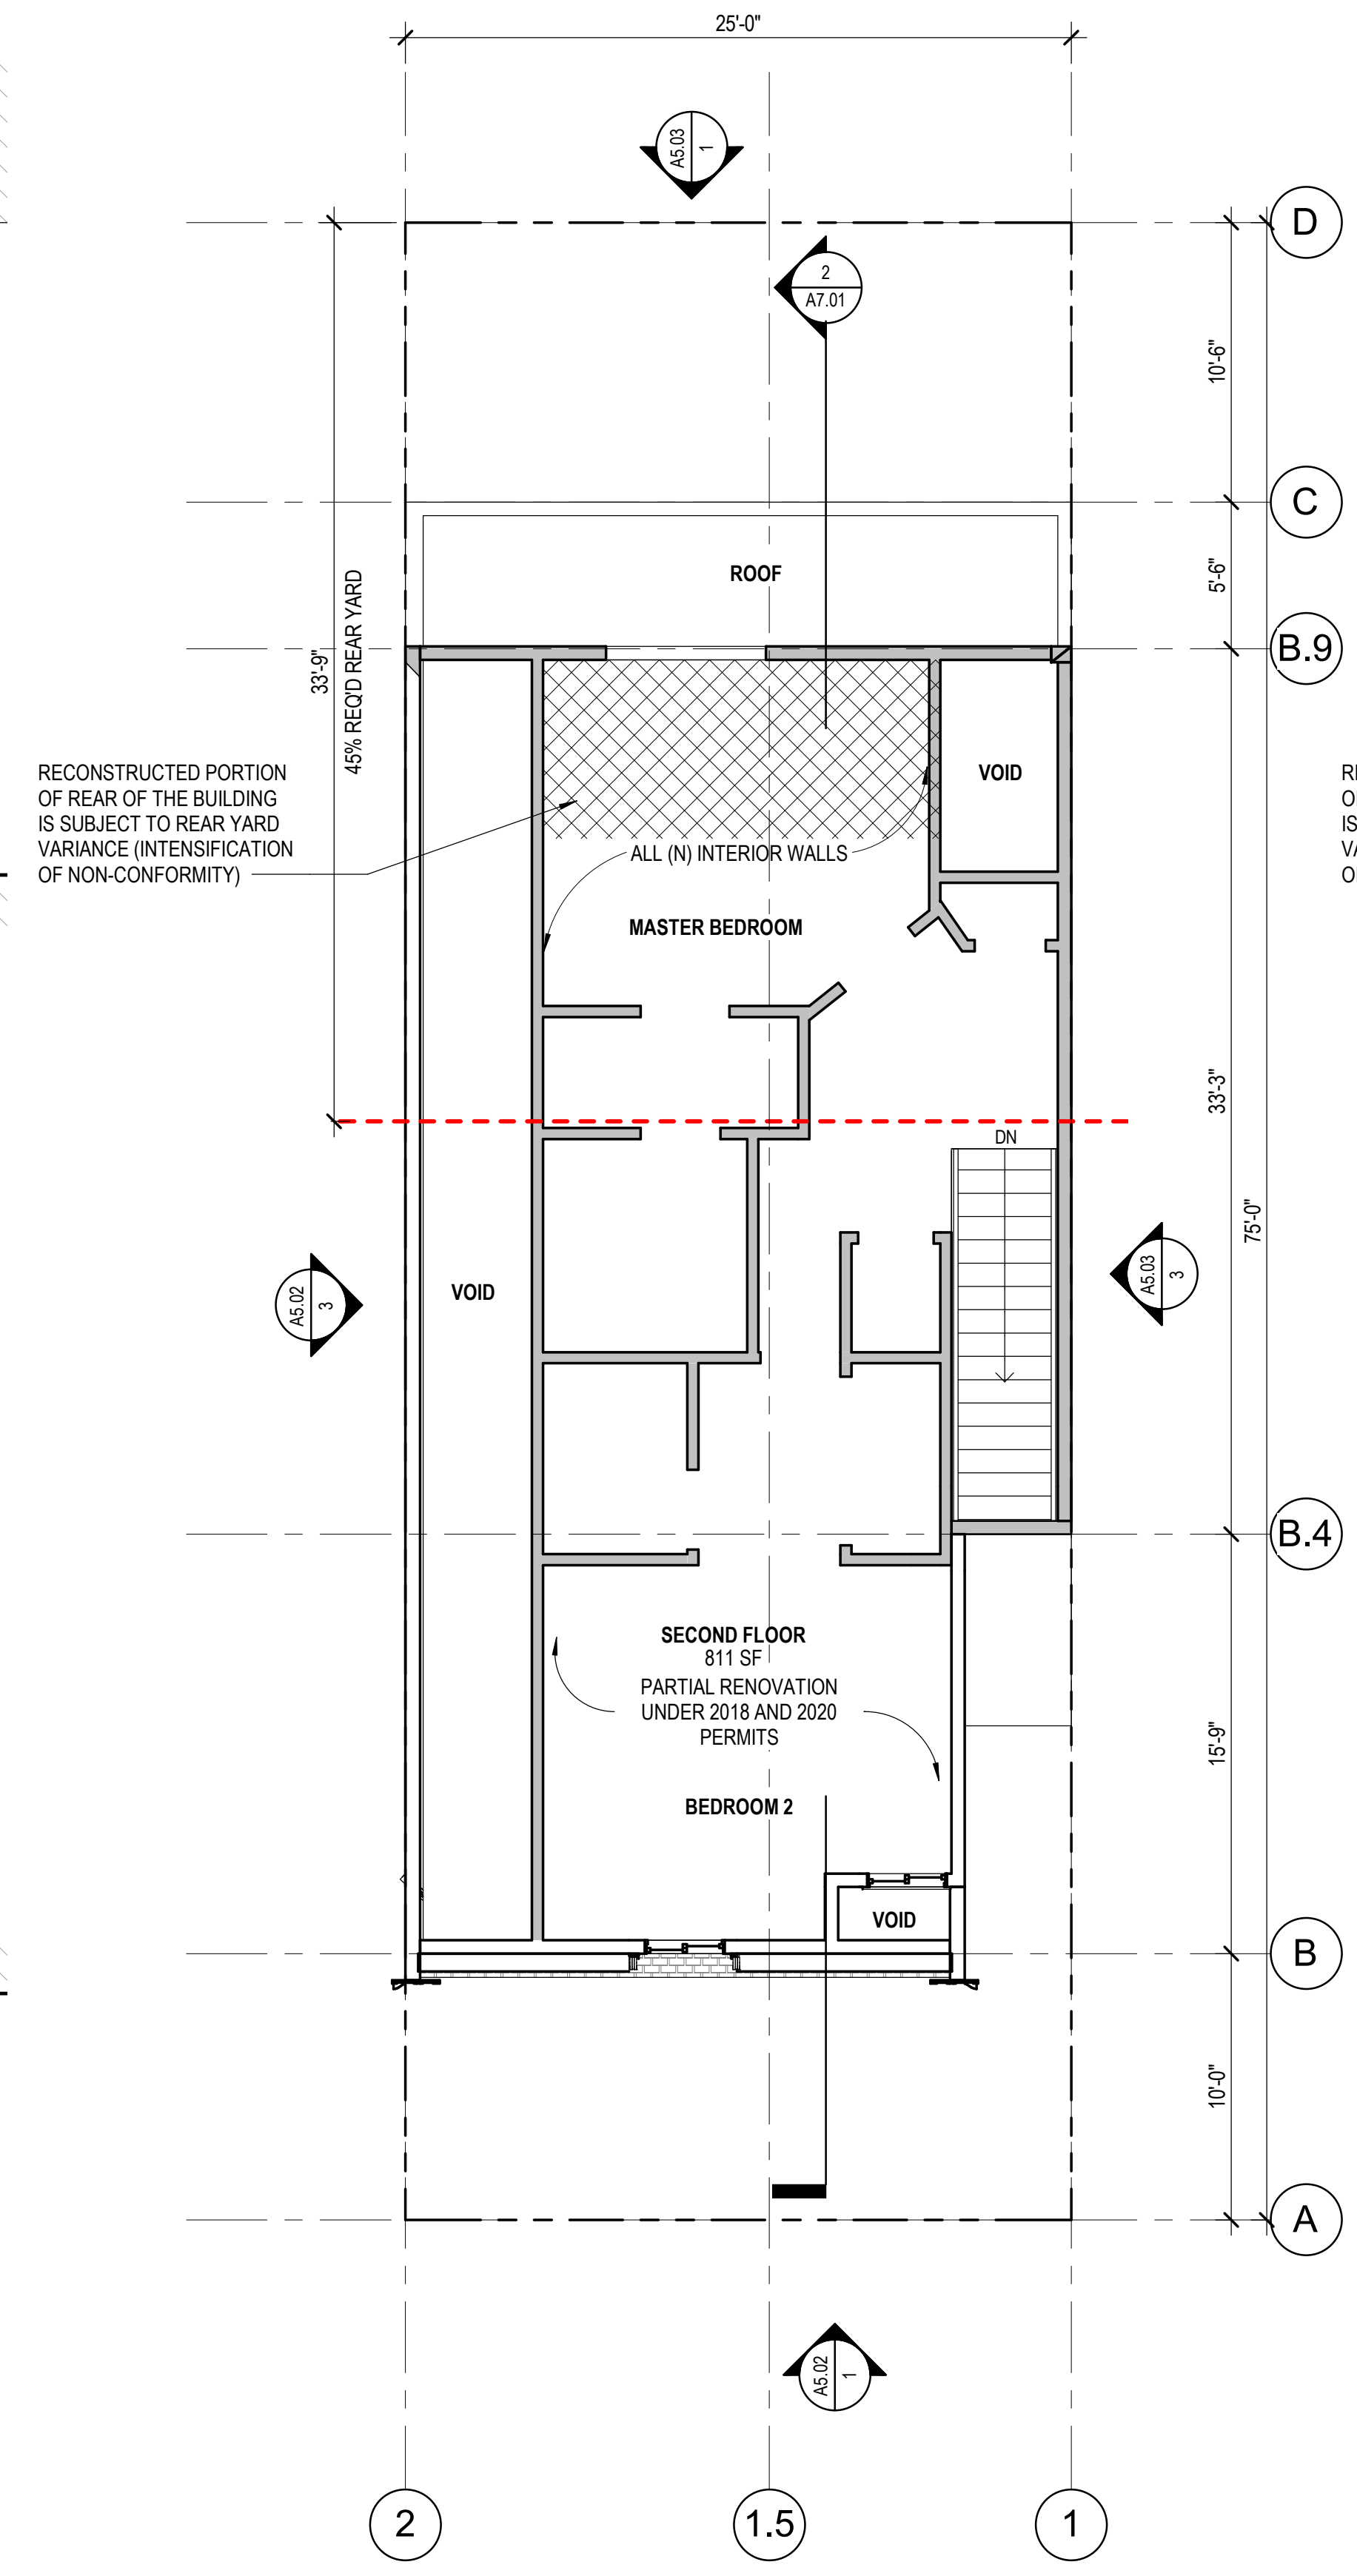 25'-0"
A5.03
1
D
2
A7.01
10'-6"
C
5'-6"
ROOF
B.9
33'-9"
45% REQ'D REAR YARD
RECONSTRUCTED PORTION
OF REAR OF THE BUILDING
IS SUBJECT TO REAR YARD
VARIANCE (INTENSIFICATION
OF NON-CONFORMITY)
VOID
ALL (N) INTERIOR WALLS
MASTER BEDROOM
33'-3"
DN
75'-0"
A5.02
3
VOID
A5.03
3
B.4
SECOND FLOOR
811 SF
PARTIAL RENOVATION
UNDER 2018 AND 2020
PERMITS
15'-9"
BEDROOM 2
VOID
B
10'-0"
A
A5.02
1
2
1.5
1